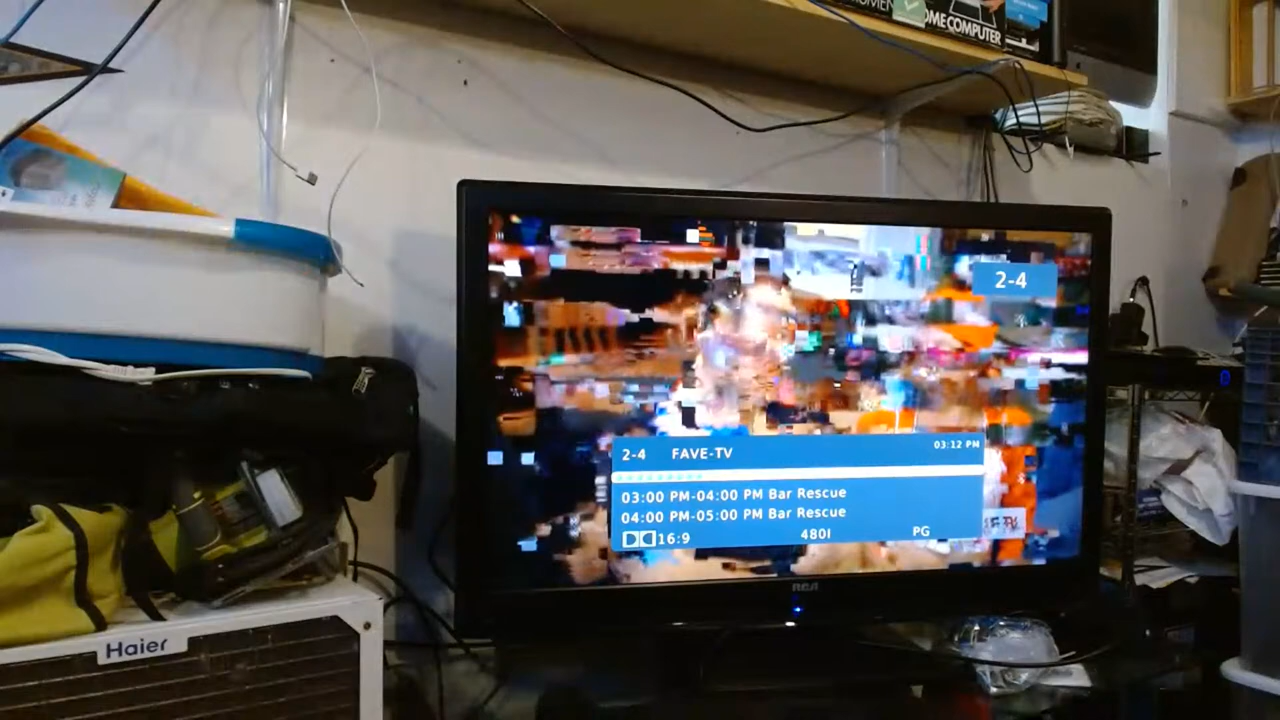 OME COMPUTER
2-4
2-4 FAVE-TV 03:12 PM
03:00 PM-04:00 PM Bar Rescue
04:00 PM-05:00 PM Bar Rescue
16:9 480I PG
RCA
Haier